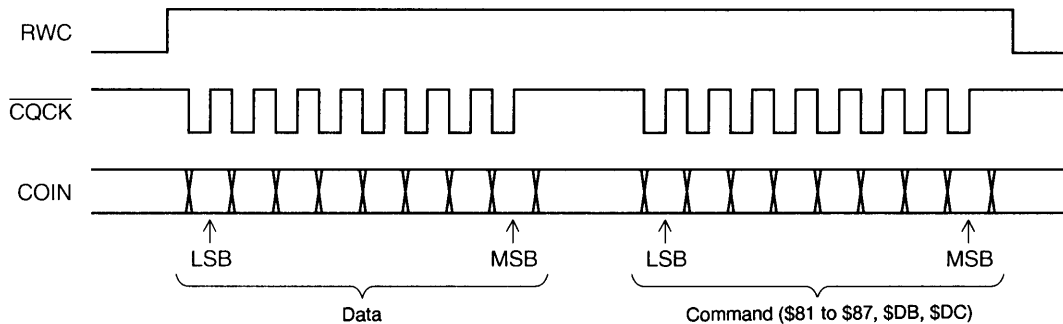 RWC
CQCK
COIN
LSB MSB LSB MSB
Data Command ($81 to $87, $DB, $DC)